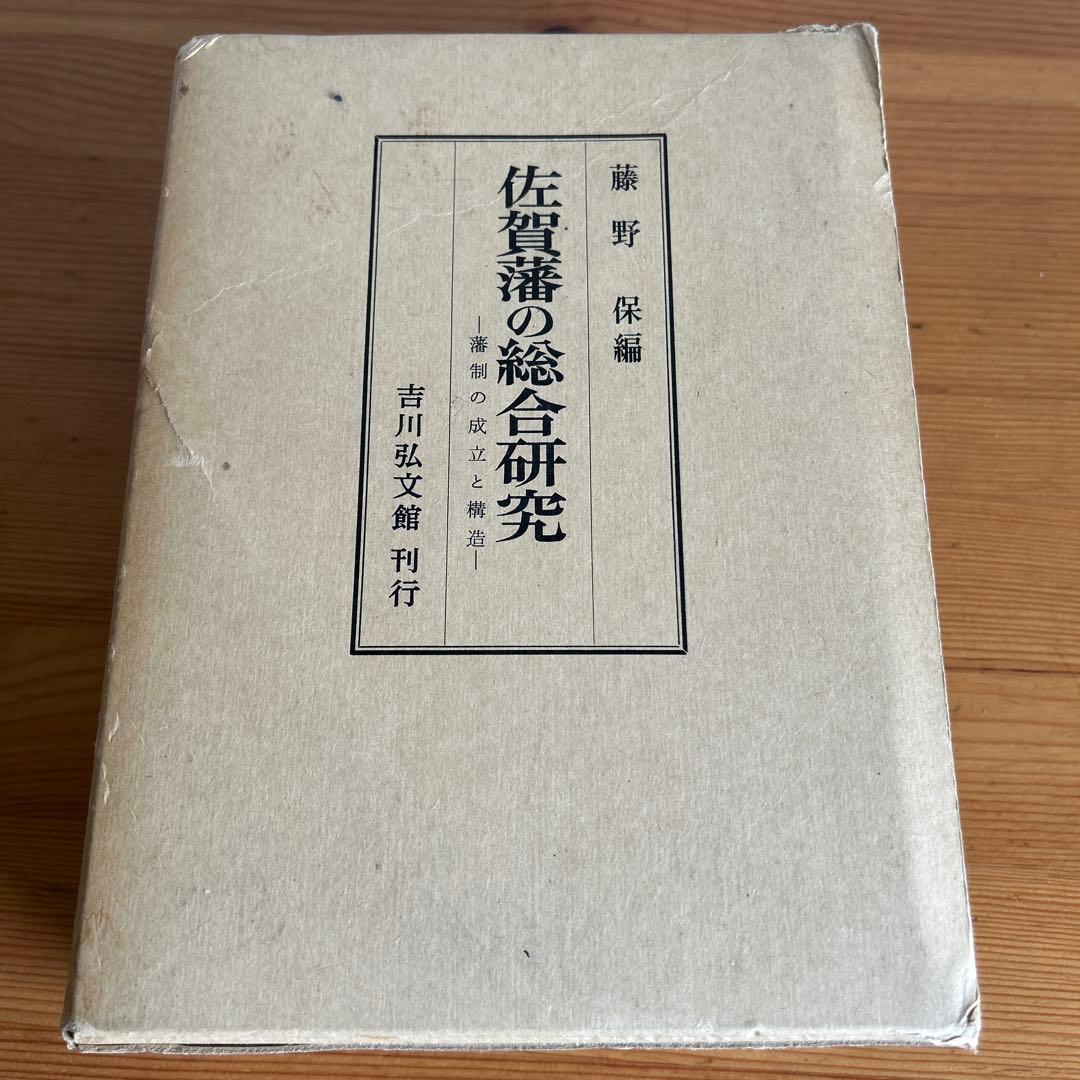 藤野保編
佐賀藩の総合研究
―藩制の成立と構造―
吉川弘文館刊行